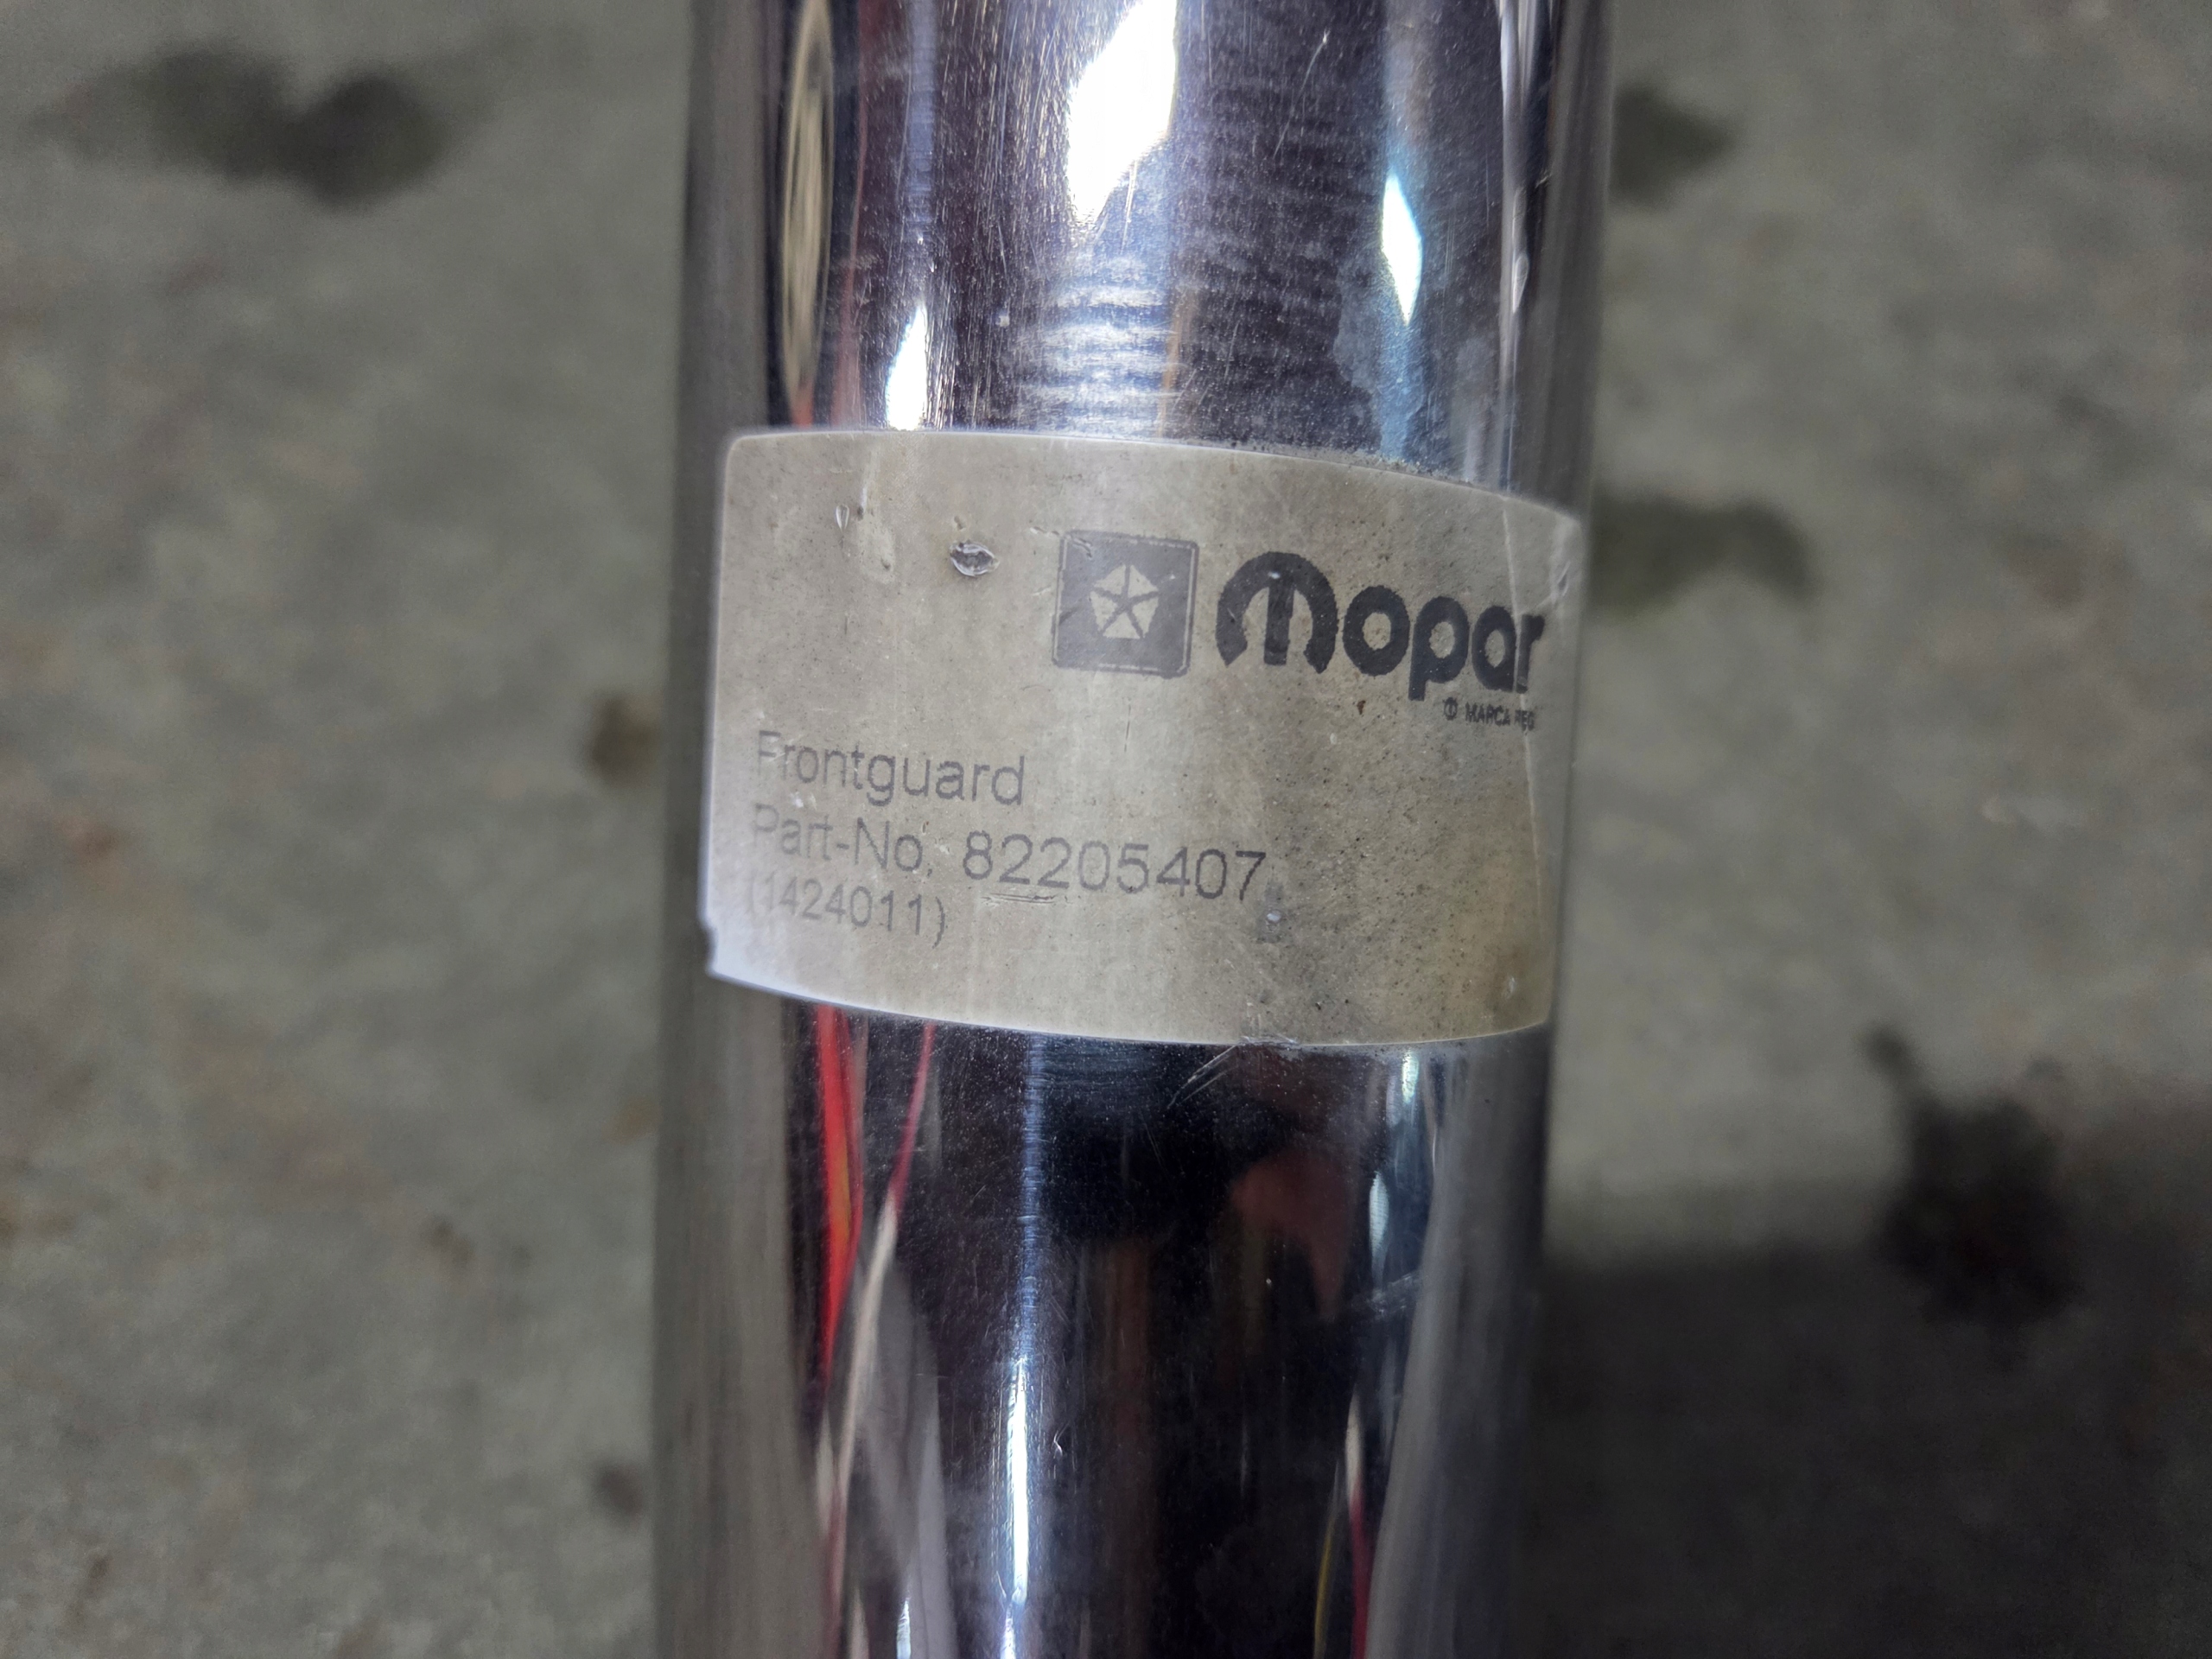 mopar
® MARCA REG
Frontguard
Part-No. 82205407
(1424011)